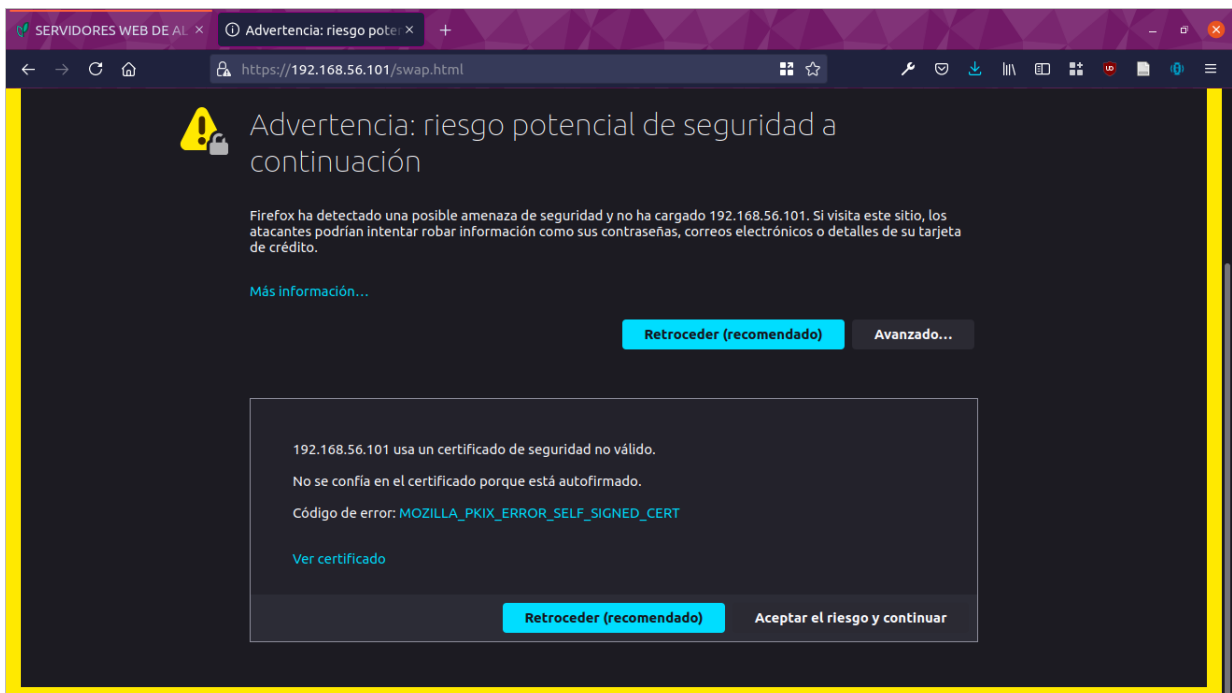 SERVIDORES WEB DE AL
Advertencia: riesgo poter
https://192.168.56.101/swap.html
Advertencia: riesgo potencial de seguridad a
continuación
Firefox ha detectado una posible amenaza de seguridad y no ha cargado 192.168.56.101. Si visita este sitio, los
atacantes podrían intentar robar información como sus contraseñas, correos electrónicos o detalles de su tarjeta
de crédito.
Más información…
Retroceder (recomendado) Avanzado…
192.168.56.101 usa un certificado de seguridad no válido.
No se confía en el certificado porque está autofirmado.
Código de error: MOZILLA_PKIX_ERROR_SELF_SIGNED_CERT
Ver certificado
Retroceder (recomendado) Aceptar el riesgo y continuar